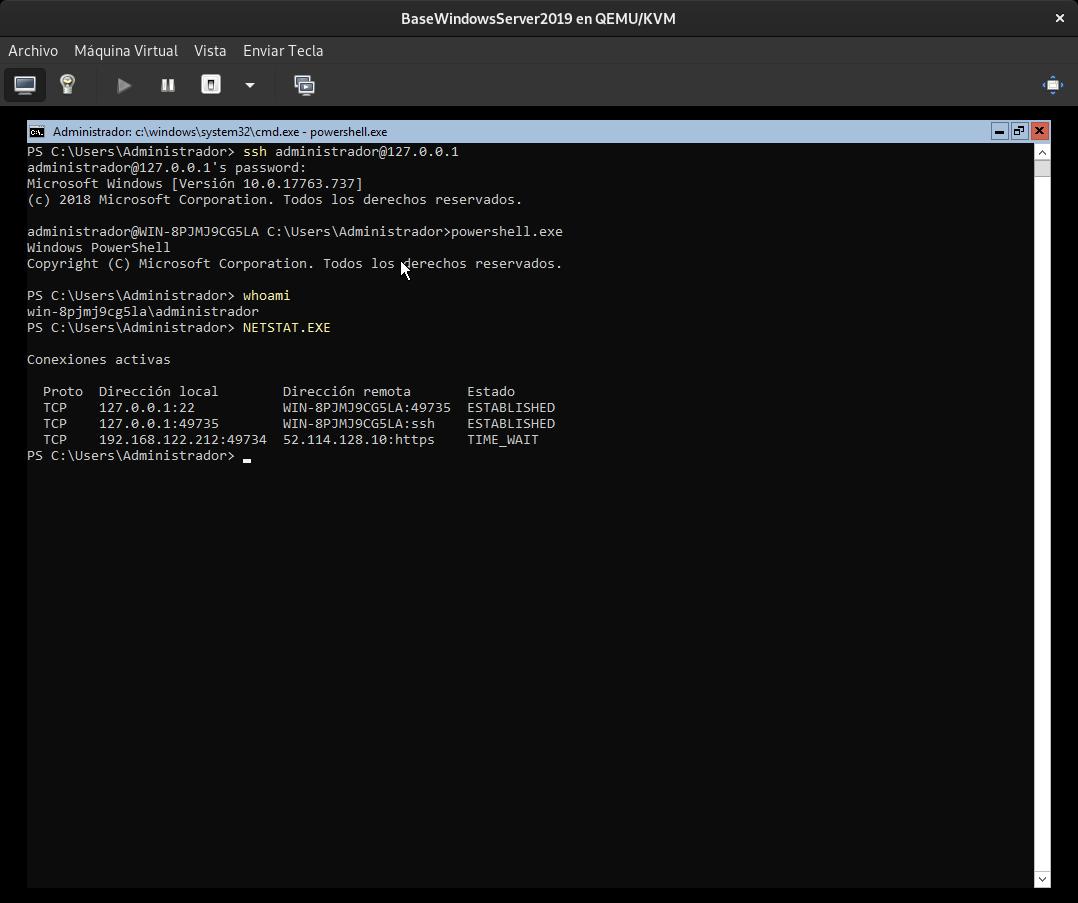 BaseWindowsServer2019 en QEMU/KVM
Archivo Máquina Virtual Vista Enviar Tecla
Administrador: c:\windows\system32\cmd.exe - powershell.exe
PS C:\Users\Administrador> ssh administrador@127.0.0.1
administrador@127.0.0.1's password:
Microsoft Windows [Versión 10.0.17763.737]
(c) 2018 Microsoft Corporation. Todos los derechos reservados.
administrador@WIN-8PJMJ9CG5LA C:\Users\Administrador>powershell.exe
Windows PowerShell
Copyright (C) Microsoft Corporation. Todos los derechos reservados.
PS C:\Users\Administrador> whoami
win-8pjmj9cg5la\administrador
PS C:\Users\Administrador> NETSTAT.EXE
Conexiones activas
Proto Dirección local Dirección remota Estado
TCP 127.0.0.1:22 WIN-8PJMJ9CG5LA:49735 ESTABLISHED
TCP 127.0.0.1:49735 WIN-8PJMJ9CG5LA:ssh ESTABLISHED
TCP 192.168.122.212:49734 52.114.128.10:https TIME_WAIT
PS C:\Users\Administrador>